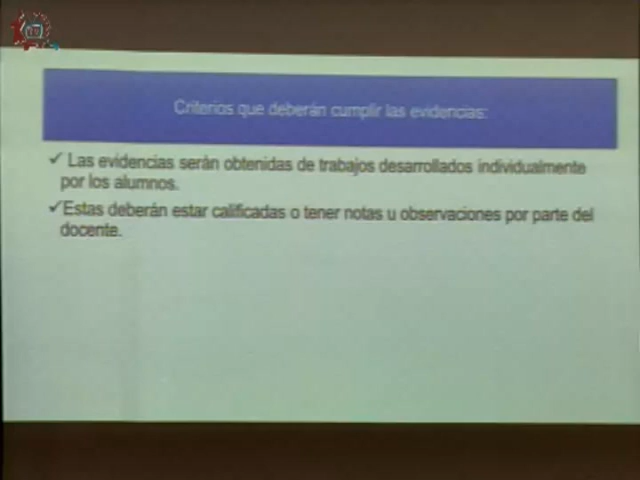 Criterios que deberán cumplir las evidencias:
✓ Las evidencias serán obtenidas de trabajos desarrollados individualmente
por los alumnos.
✓Estas deberán estar calificadas o tener notas u observaciones por parte del
docente.